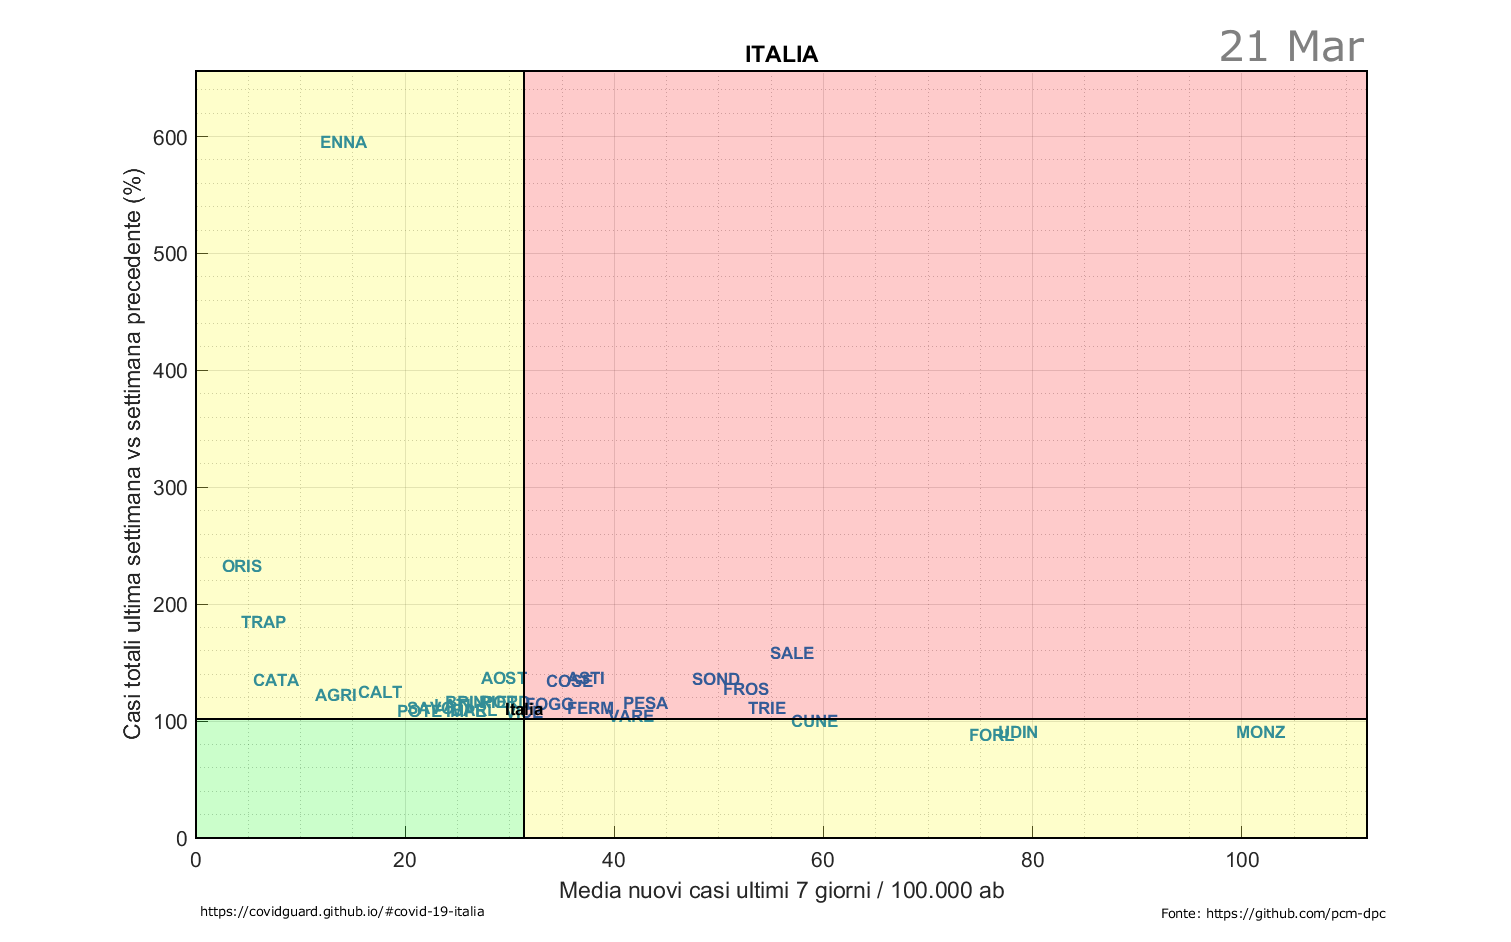 ITALIA
21 Mar
Casi totali ultima settimana vs settimana precedente (%)
600
500
400
300
200
100
0
ENNA
ORIS
TRAP
CATA
AGRI
CALT
AOST
COSE
ASTI
SALE
SOND
FROS
FOGG
FERM
PESA
VARE
TRIE
CUNE
POTE
Italia
FORL
UDIN
MONZ
0
20
40
60
80
100
Media nuovi casi ultimi 7 giorni / 100.000 ab
https://covidguard.github.io/#covid-19-italia
Fonte: https://github.com/pcm-dpc